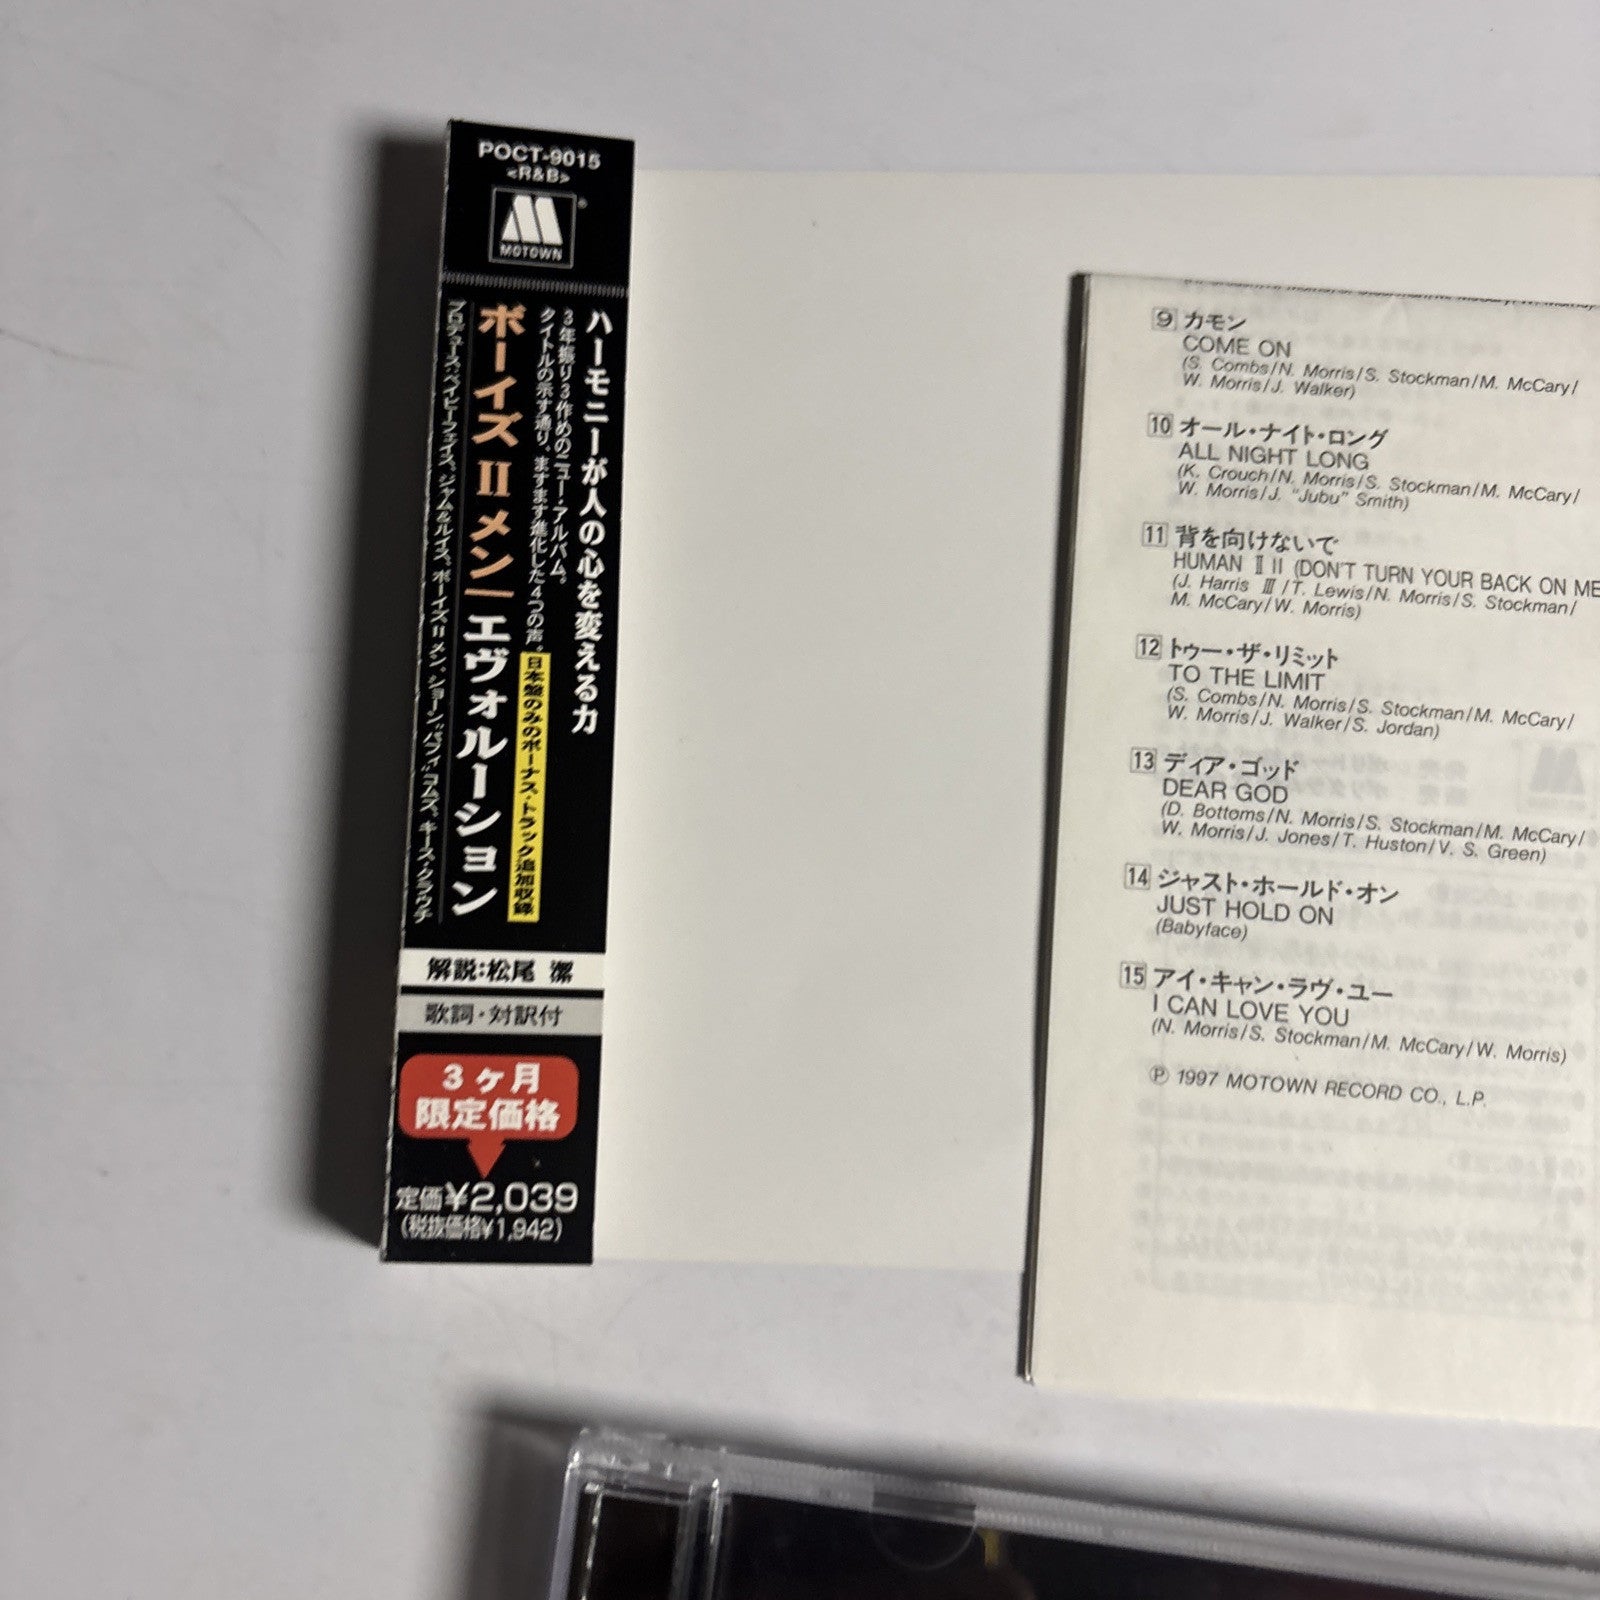 POCT-9015
<R&B>
MOTOWN
ハーモニーが人の心を変える力
3年振り3作めのニュー・アルバム。
タイトルの示す通り、ますます進化した4つの声。
日本盤のみのボーナス・トラック追加収録
ボーイズ II メン/エヴォルーション
プロデュース:ベイビーフェイス、ジャム&ルイス、ボーイズ II メン、ショーン“パフィ”コムズ、キース・クラウチ
解説:松尾 潔
歌詞・対訳付
3ヶ月
限定価格
定価¥2,039
(税抜価格¥1,942)
9 カモン
COME ON
(S. Combs/N. Morris/S. Stockman/M. McCary/
W. Morris/J. Walker)
10 オール・ナイト・ロング
ALL NIGHT LONG
(K. Crouch/N. Morris/S. Stockman/M. McCary/
W. Morris/J. "Jubu" Smith)
11 背を向けないで
HUMAN Ⅱ II (DON'T TURN YOUR BACK ON ME
(J. Harris Ⅲ/T. Lewis/N. Morris/S. Stockman/
M. McCary/W. Morris)
12 トゥー・ザ・リミット
TO THE LIMIT
(S. Combs/N. Morris/S. Stockman/M. McCary/
W. Morris/J. Walker/S. Jordan)
13 ディア・ゴッド
DEAR GOD
(D. Bottoms/N. Morris/S. Stockman/M. McCary/
W. Morris/J. Jones/T. Huston/V. S. Green)
14 ジャスト・ホールド・オン
JUST HOLD ON
(Babyface)
15 アイ・キャン・ラヴ・ユー
I CAN LOVE YOU
(N. Morris/S. Stockman/M. McCary/W. Morris)
℗ 1997 MOTOWN RECORD CO., L.P.